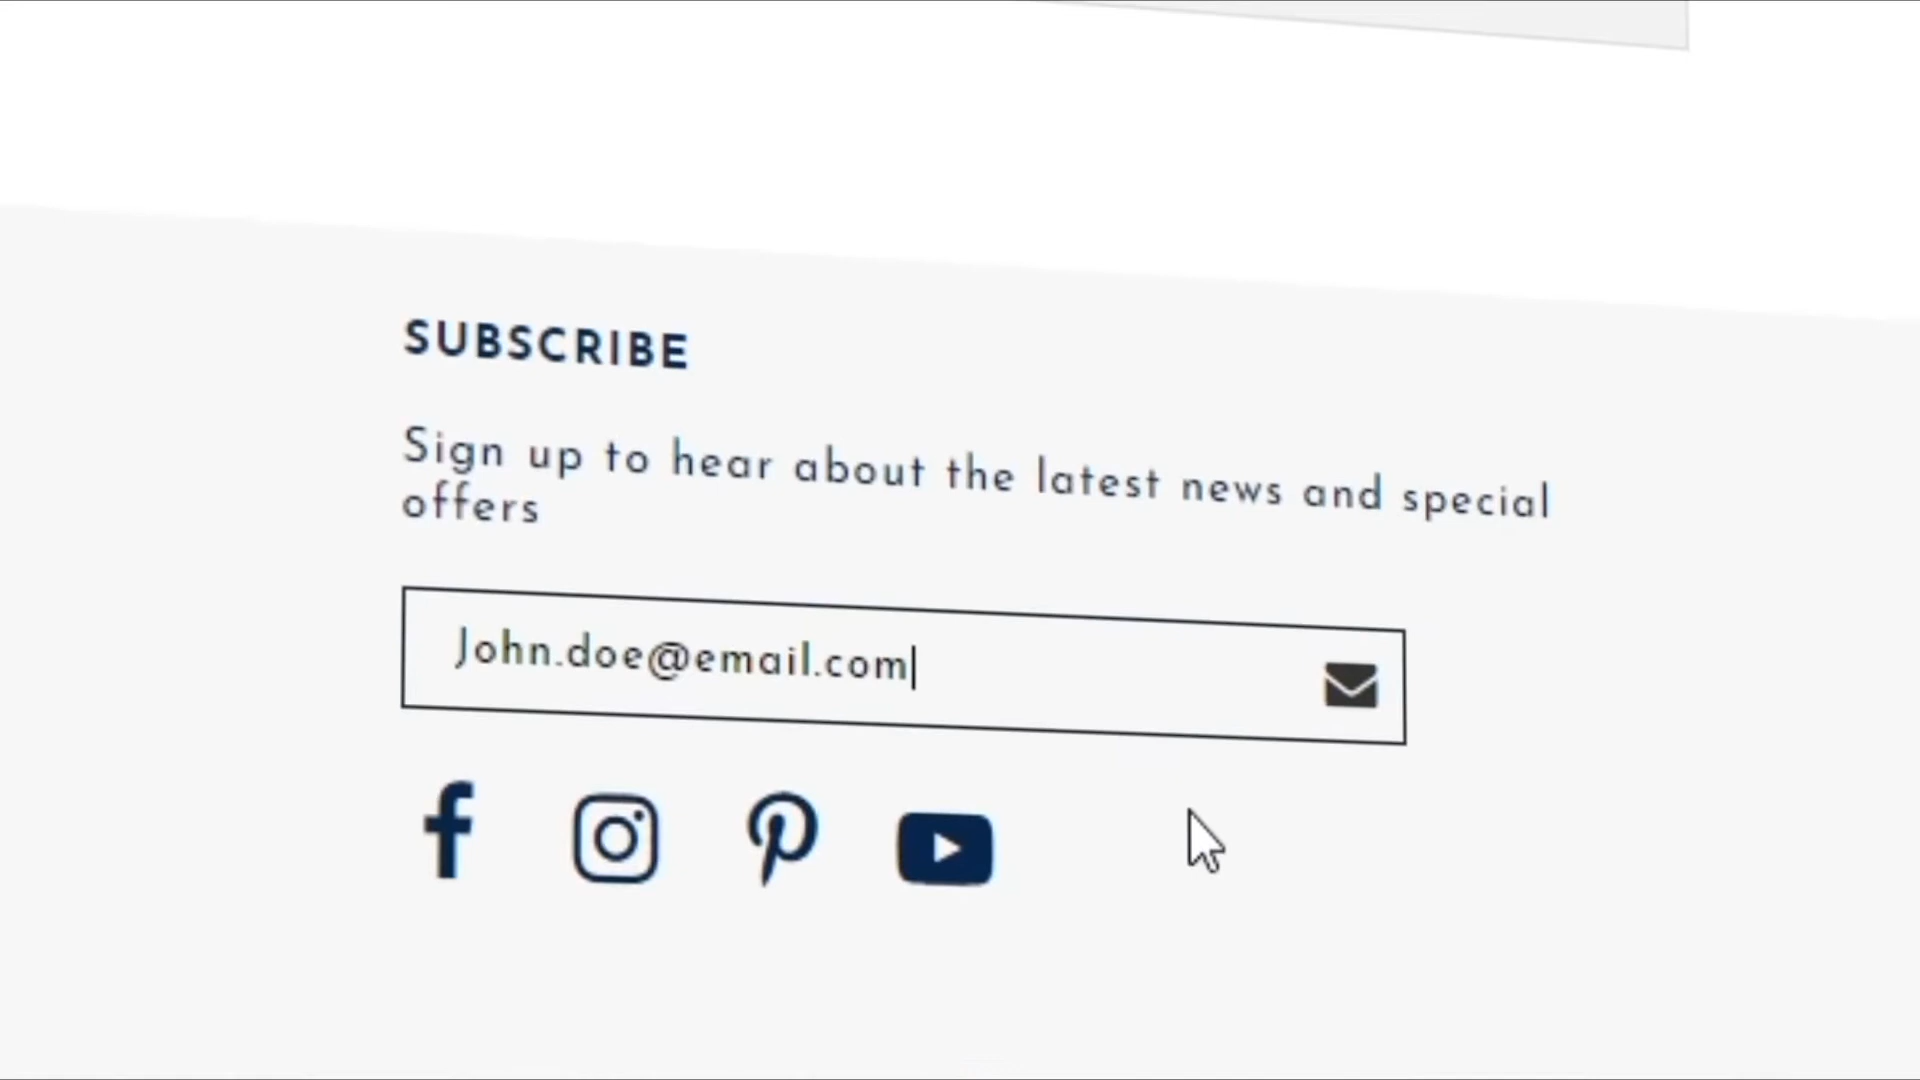 SUBSCRIBE
Sign up to hear about the latest news and special
offers
John.doe@email.com